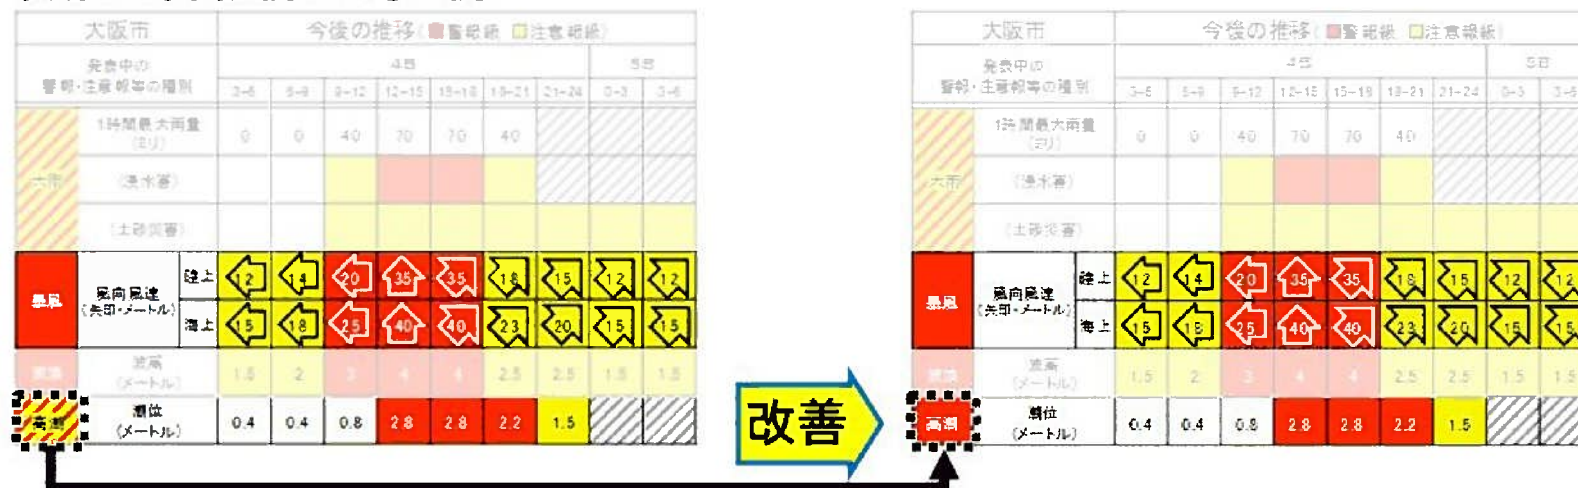 大阪市 今後の推移(■警報級 □注意報級)
発表中の
警報・注意報等の種別
4日 5日
3-6 6-9 9-12 12-15 15-18 18-21 21-24 0-3 3-6
大雨
1時間最大雨量
(ミリ)
0 0 40 70 70 40
(浸水害)
(土砂災害)
暴風
風向風速
(矢印・メートル)
陸上 12 14 20 35 35 18 15 12 12
海上 15 18 25 40 40 23 20 15 15
波浪
波高
(メートル)
1.5 2 3 4 4 2.5 2.5 1.5 1.5
高潮
潮位
(メートル)
0.4 0.4 0.8 2.8 2.8 2.2 1.5
改善
大阪市 今後の推移(■警報級 □注意報級)
発表中の
警報・注意報等の種別
4日 5日
3-6 6-9 9-12 12-15 15-18 18-21 21-24 0-3 3-6
大雨
1時間最大雨量
(ミリ)
0 0 40 70 70 40
(浸水害)
(土砂災害)
暴風
風向風速
(矢印・メートル)
陸上 12 14 20 35 35 18 15 12 12
海上 15 18 25 40 40 23 20 15 15
波浪
波高
(メートル)
1.5 2 3 4 4 2.5 2.5 1.5 1.5
高潮
潮位
(メートル)
0.4 0.4 0.8 2.8 2.8 2.2 1.5